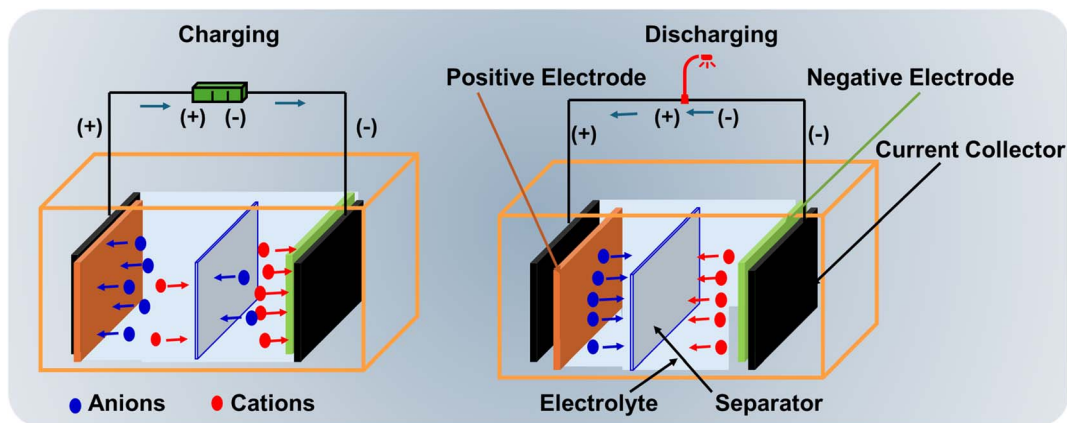 Charging
(+)
(+)
(-)
(-)
Discharging
Positive Electrode
Negative Electrode
(+)
(+)
(-)
(-)
Current Collector
Anions
Cations
Electrolyte
Separator